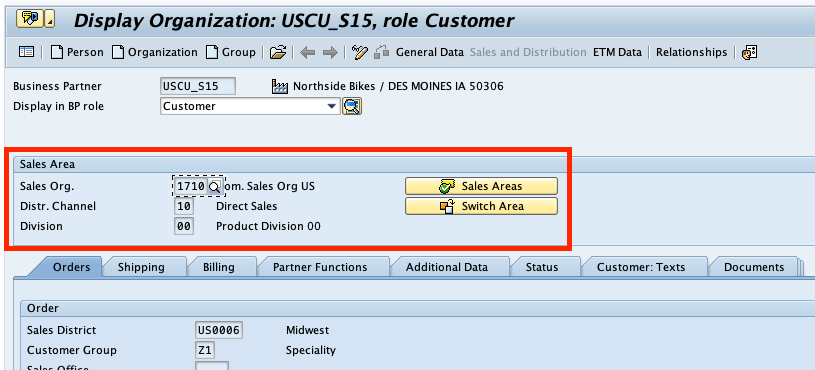 Display Organization: USCU_S15, role Customer
Person Organization Group General Data Sales and Distribution ETM Data Relationships
Business Partner USCU_S15 Northside Bikes / DES MOINES IA 50306
Display in BP role Customer
Sales Area
Sales Org. 1710 om. Sales Org US Sales Areas
Distr. Channel 10 Direct Sales Switch Area
Division 00 Product Division 00
Orders Shipping Billing Partner Functions Additional Data Status Customer: Texts Documents
Order
Sales District US0006 Midwest
Customer Group Z1 Speciality
Sales Office